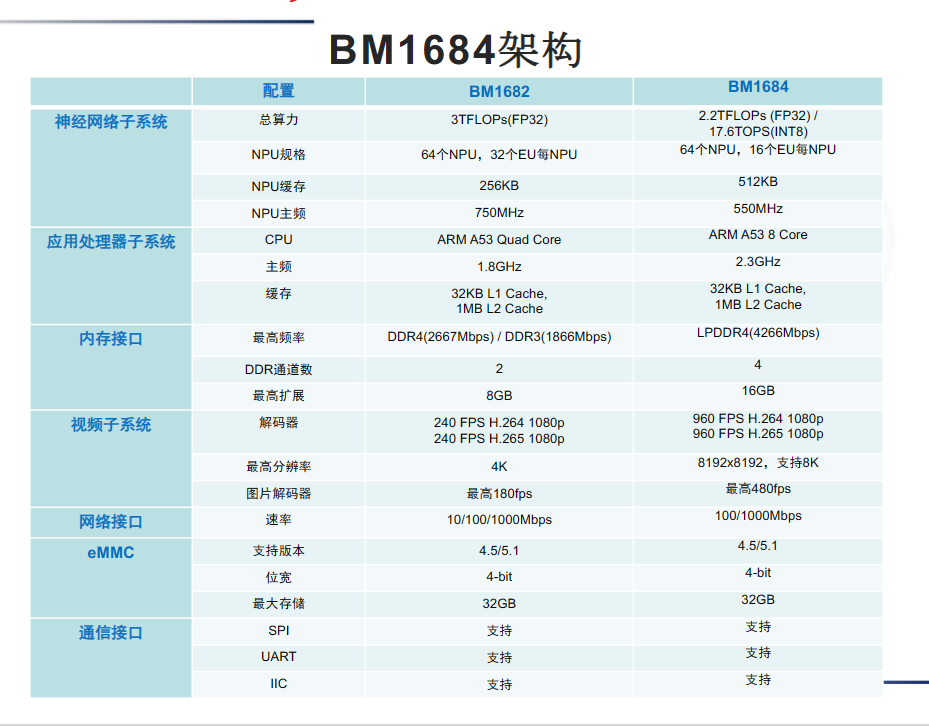 BM1684架构
配置 BM1682 BM1684
神经网络子系统 总算力 3TFLOPs(FP32) 2.2TFLOPs (FP32) /
17.6TOPS(INT8)
NPU规格 64个NPU，32个EU每NPU 64个NPU，16个EU每NPU
NPU缓存 256KB 512KB
NPU主频 750MHz 550MHz
应用处理器子系统 CPU ARM A53 Quad Core ARM A53 8 Core
主频 1.8GHz 2.3GHz
缓存 32KB L1 Cache, 32KB L1 Cache,
1MB L2 Cache 1MB L2 Cache
内存接口 最高频率 DDR4(2667Mbps) / DDR3(1866Mbps) LPDDR4(4266Mbps)
DDR通道数 2 4
最高扩展 8GB 16GB
视频子系统 解码器 240 FPS H.264 1080p 960 FPS H.264 1080p
240 FPS H.265 1080p 960 FPS H.265 1080p
最高分辨率 4K 8192x8192，支持8K
图片解码器 最高180fps 最高480fps
网络接口 速率 10/100/1000Mbps 100/1000Mbps
eMMC 支持版本 4.5/5.1 4.5/5.1
位宽 4-bit 4-bit
最大存储 32GB 32GB
通信接口 SPI 支持 支持
UART 支持 支持
IIC 支持 支持